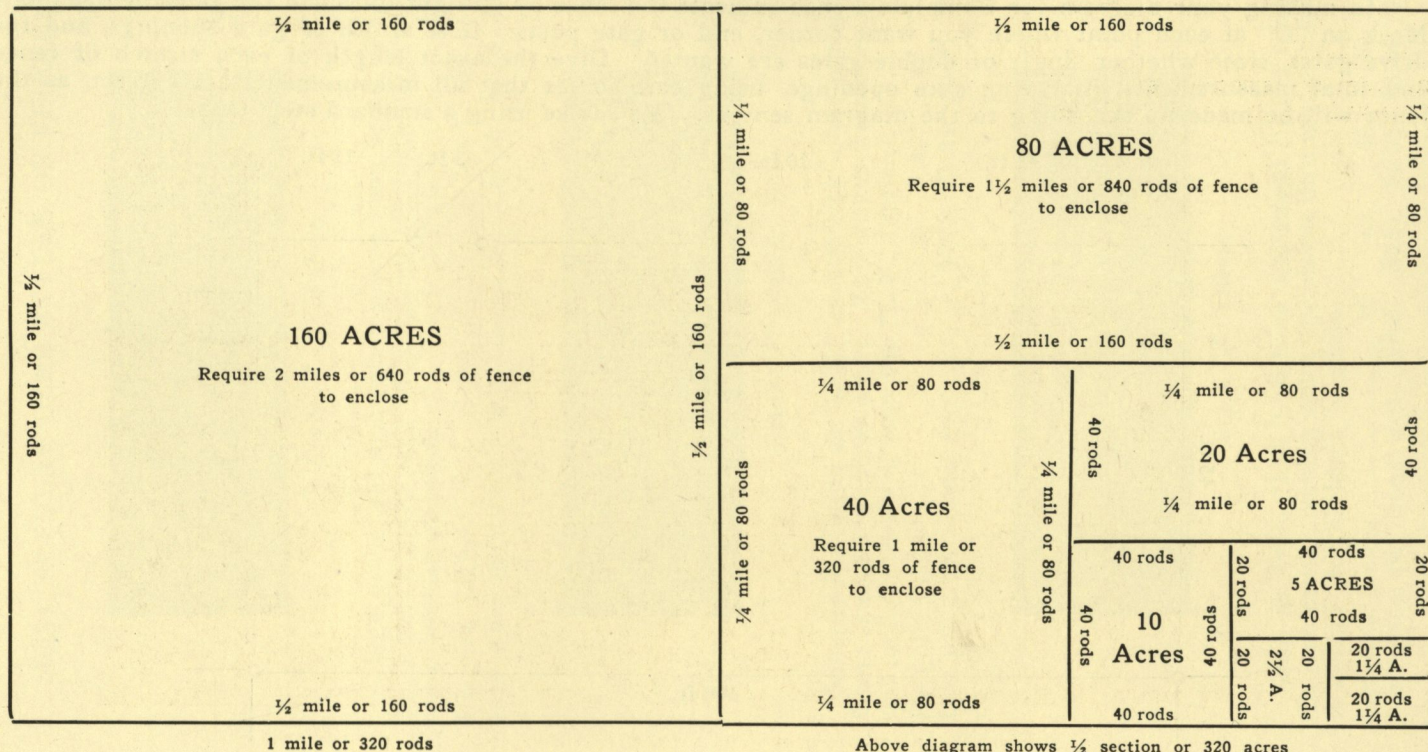 ½ mile or 160 rods
½ mile or 160 rods
½ mile or 160 rods
160 ACRES
Require 2 miles or 640 rods of fence
to enclose
½ mile or 160 rods
1 mile or 320 rods
½ mile or 160 rods
¼ mile or 80 rods
¼ mile or 80 rods
80 ACRES
Require 1½ miles or 840 rods of fence
to enclose
½ mile or 160 rods
¼ mile or 80 rods
¼ mile or 80 rods
¼ mile or 80 rods
40 Acres
Require 1 mile or
320 rods of fence
to enclose
¼ mile or 80 rods
¼ mile or 80 rods
40 rods
40 rods
20 Acres
¼ mile or 80 rods
40 rods
40 rods
40 rods
10
Acres
40 rods
40 rods
20 rods
20 rods
5 ACRES
40 rods
20 rods
2½ A.
20 rods
20 rods
1¼ A.
20 rods
1¼ A.
Above diagram shows ½ section or 320 acres